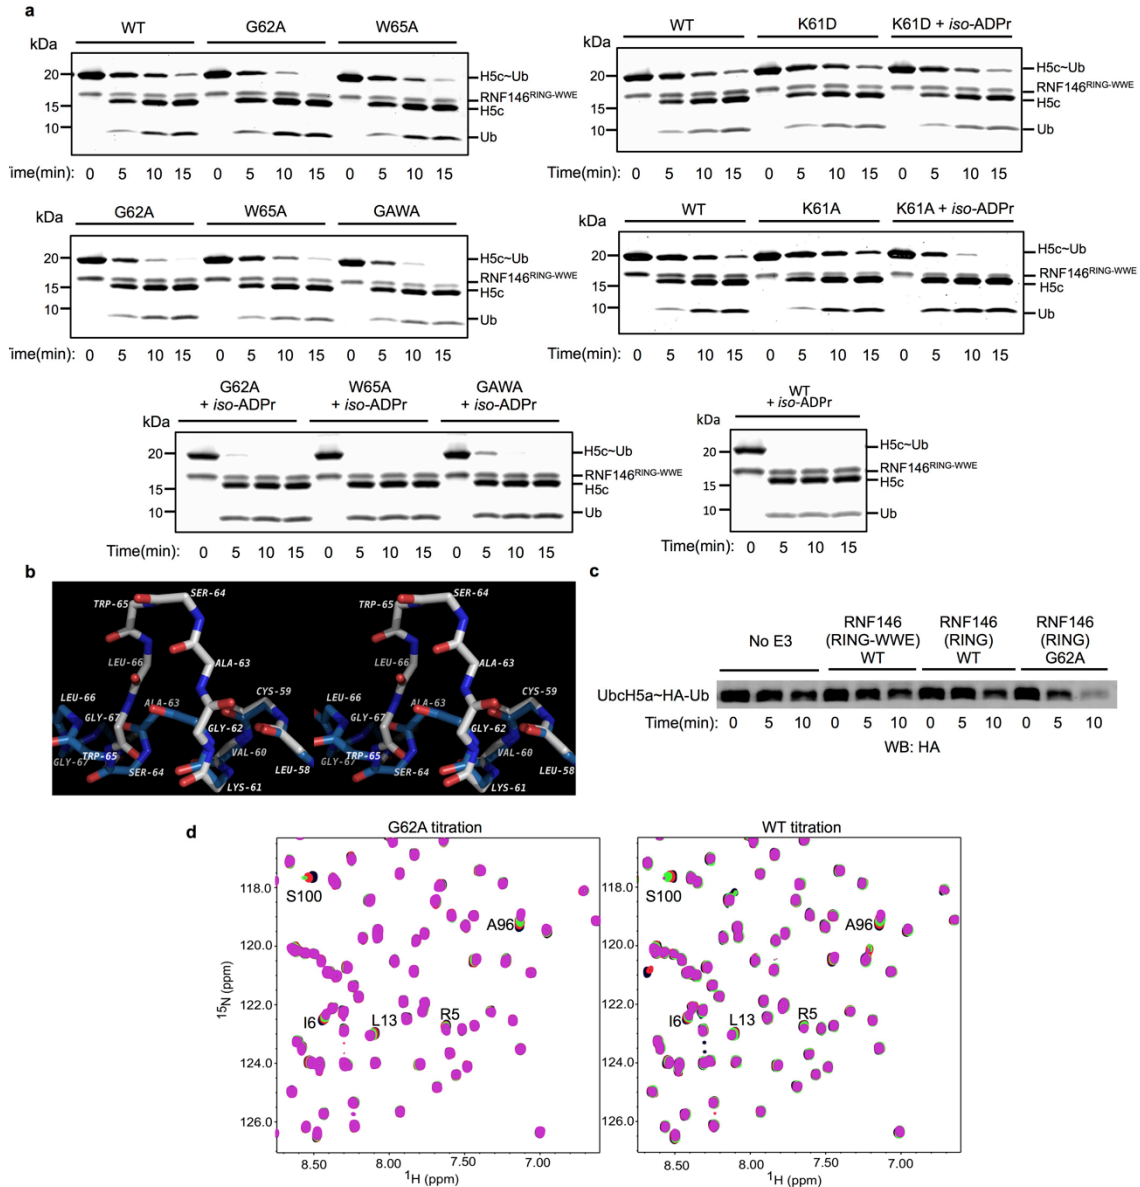 a
WT G62A W65A
kDa
20
15
10
H5c~Ub
RNF146RING-WWE
H5c
Ub
Time(min): 0 5 10 15 0 5 10 15 0 5 10 15
WT K61D K61D + iso-ADPr
kDa
20
15
10
H5c~Ub
RNF146RING-WWE
H5c
Ub
Time(min): 0 5 10 15 0 5 10 15 0 5 10 15
G62A W65A GAWA
kDa
20
15
10
H5c~Ub
RNF146RING-WWE
H5c
Ub
Time(min): 0 5 10 15 0 5 10 15 0 5 10 15
WT K61A K61A + iso-ADPr
kDa
20
15
10
H5c~Ub
RNF146RING-WWE
H5c
Ub
Time(min): 0 5 10 15 0 5 10 15 0 5 10 15
G62A W65A GAWA
+ iso-ADPr + iso-ADPr + iso-ADPr
kDa
20
15
10
H5c~Ub
RNF146RING-WWE
H5c
Ub
Time(min): 0 5 10 15 0 5 10 15 0 5 10 15
WT
+ iso-ADPr
kDa
20
15
10
H5c~Ub
RNF146RING-WWE
H5c
Ub
Time(min): 0 5 10 15
b
SER-64 SER-64
TRP-65 TRP-65
LEU-66 ALA-63 LEU-66 ALA-63
LEU-66 ALA-63 CYS-59 LEU-66 ALA-63 CYS-59
GLY-67 GLY-62 GLY-67 GLY-62
TRP-65 VAL-60 TRP-65 VAL-60
GLY-67 SER-64 LEU-58 GLY-67 SER-64 LEU-58
LYS-61 LYS-61
c
No E3
RNF146
(RING-WWE)
WT
RNF146
(RING)
WT
RNF146
(RING)
G62A
UbcH5a~HA-Ub
Time(min): 0 5 10 0 5 10 0 5 10 0 5 10
WB: HA
d
G62A titration
15N (ppm)
118.0
120.0
122.0
124.0
126.0
S100
A96
I6
L13
R5
8.50 8.00 7.50 7.00
1H (ppm)
WT titration
118.0
120.0
122.0
124.0
126.0
S100
A96
I6
L13
R5
8.50 8.00 7.50 7.00
1H (ppm)